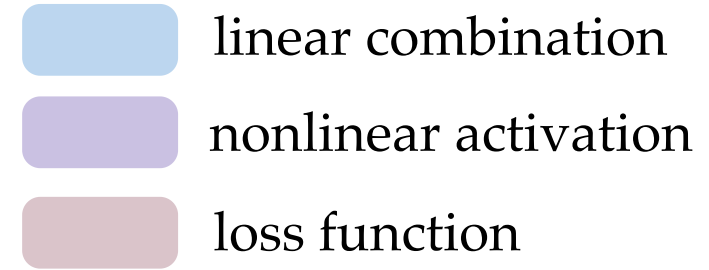 linear combination
nonlinear activation
loss function